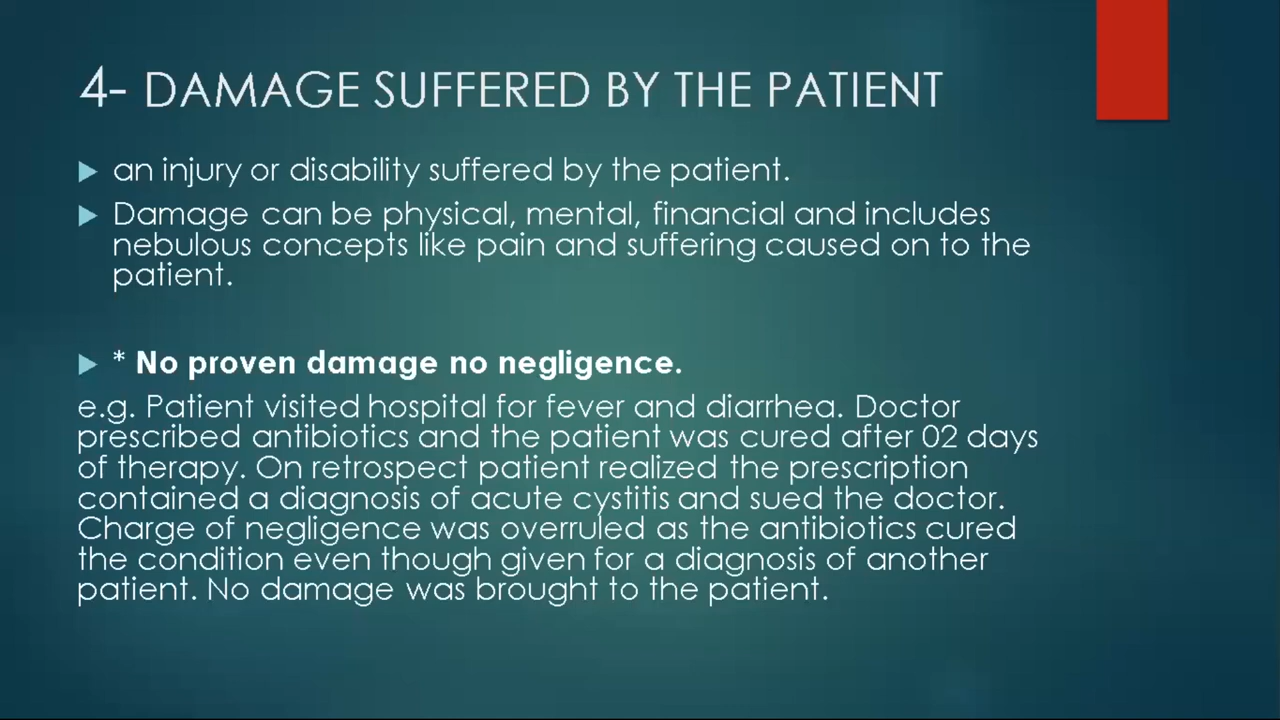 4- DAMAGE SUFFERED BY THE PATIENT
an injury or disability suffered by the patient.
Damage can be physical, mental, financial and includes
nebulous concepts like pain and suffering caused on to the
patient.
* No proven damage no negligence.
e.g. Patient visited hospital for fever and diarrhea. Doctor
prescribed antibiotics and the patient was cured after 02 days
of therapy. On retrospect patient realized the prescription
contained a diagnosis of acute cystitis and sued the doctor.
Charge of negligence was overruled as the antibiotics cured
the condition even though given for a diagnosis of another
patient. No damage was brought to the patient.